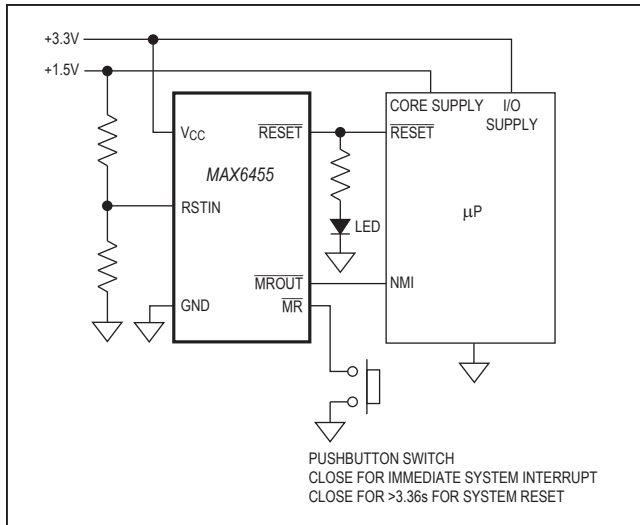 +3.3V
+1.5V
CORE SUPPLY
I/O
SUPPLY
VCC
RESET
RESET
MAX6455
RSTIN
LED
µP
MROUT
NMI
GND
MR
PUSHBUTTON SWITCH
CLOSE FOR IMMEDIATE SYSTEM INTERRUPT
CLOSE FOR >3.36s FOR SYSTEM RESET